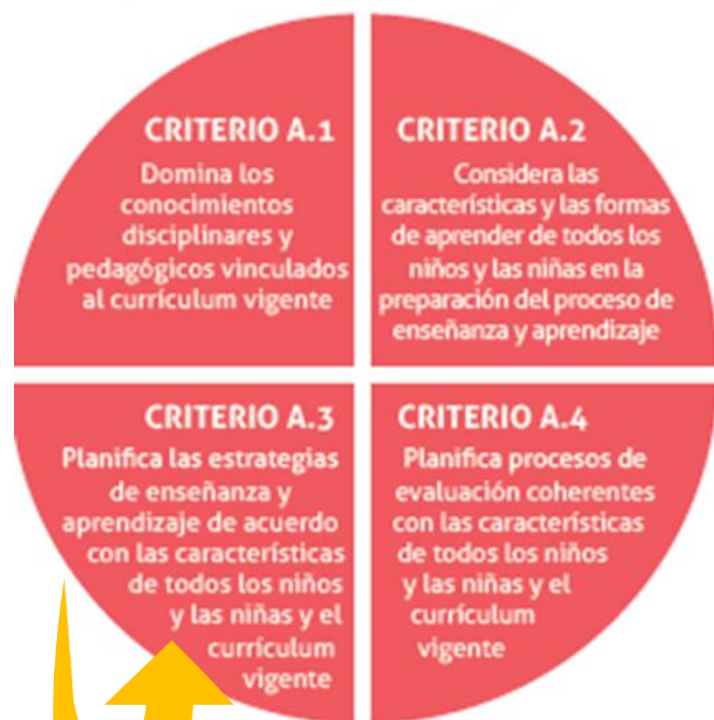 CRITERIO A.1
Domina los
conocimientos
disciplinares y
pedagógicos vinculados
al currículum vigente
CRITERIO A.2
Considera las
características y las formas
de aprender de todos los
niños y las niñas en la
preparación del proceso de
enseñanza y aprendizaje
CRITERIO A.3
Planifica las estrategias
de enseñanza y
aprendizaje de acuerdo
con las características
de todos los niños
y las niñas y el
currículum
vigente
CRITERIO A.4
Planifica procesos de
evaluación coherentes
con las características
de todos los niños
y las niñas y el
currículum
vigente